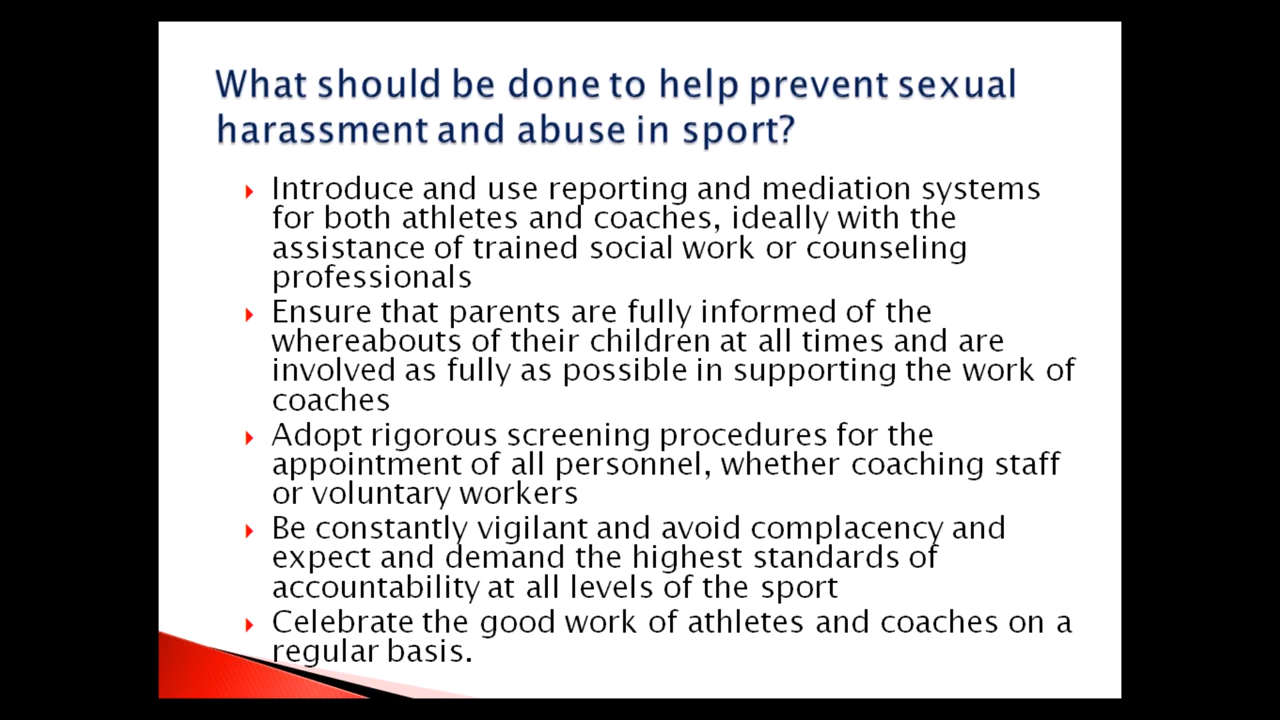 What should be done to help prevent sexual
harassment and abuse in sport?
Introduce and use reporting and mediation systems
for both athletes and coaches, ideally with the
assistance of trained social work or counseling
professionals
Ensure that parents are fully informed of the
whereabouts of their children at all times and are
involved as fully as possible in supporting the work of
coaches
Adopt rigorous screening procedures for the
appointment of all personnel, whether coaching staff
or voluntary workers
Be constantly vigilant and avoid complacency and
expect and demand the highest standards of
accountability at all levels of the sport
Celebrate the good work of athletes and coaches on a
regular basis.